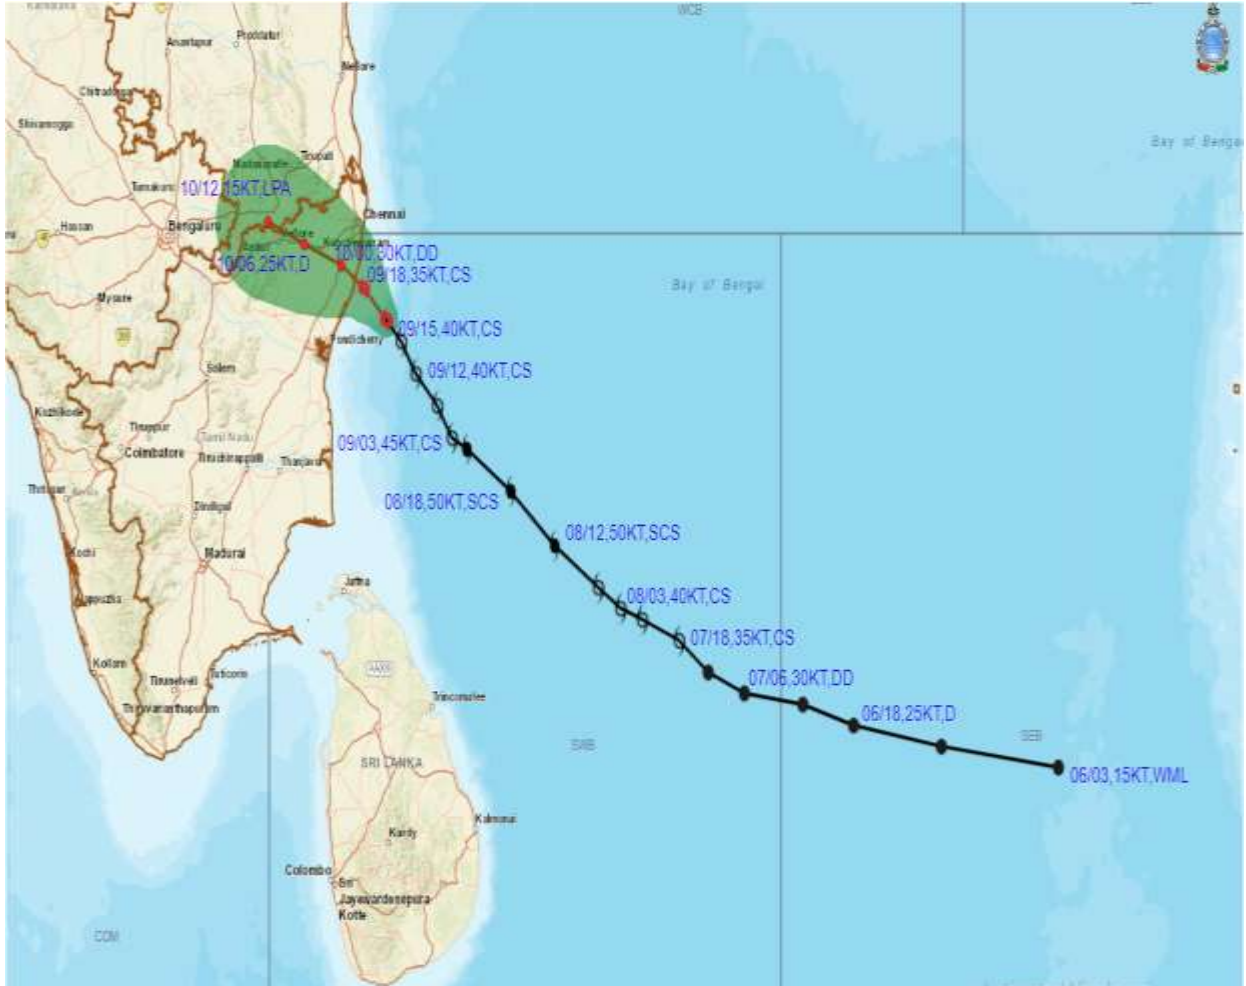 WCB
Anantapur
Proddatur
Nellore
Chitradurga
Shivamogga
Bay of Bengal
Tirupati
Tumakuru
10/12,15KT,LPA
Chennai
Hassan
Bengaluru
10/00,30KT,DD
10/06,25KT,D
09/18,35KT,CS
Bay of Bengal
Mysore
09/15,40KT,CS
Pondicherry
Salem
09/12,40KT,CS
Kozhikode
Tiruppur
Tamil Nadu
09/03,45KT,CS
Coimbatore
Tiruchirappalli
Thanjavur
Thrissur
Kerala
08/18,50KT,SCS
Dindigul
08/12,50KT,SCS
Kochi
Madurai
Jaffna
Alappuzha
08/03,40KT,CS
07/18,35KT,CS
Kollam
Tirunelveli
Tuticorin
07/06,30KT,DD
Thiruvananthapuram
Trincomalee
06/18,25KT,D
SWB
SEB
SRI LANKA
06/03,15KT,WML
Kandy
Kalmunai
Colombo
Sri
Jayewardenepura
Kotte
COM